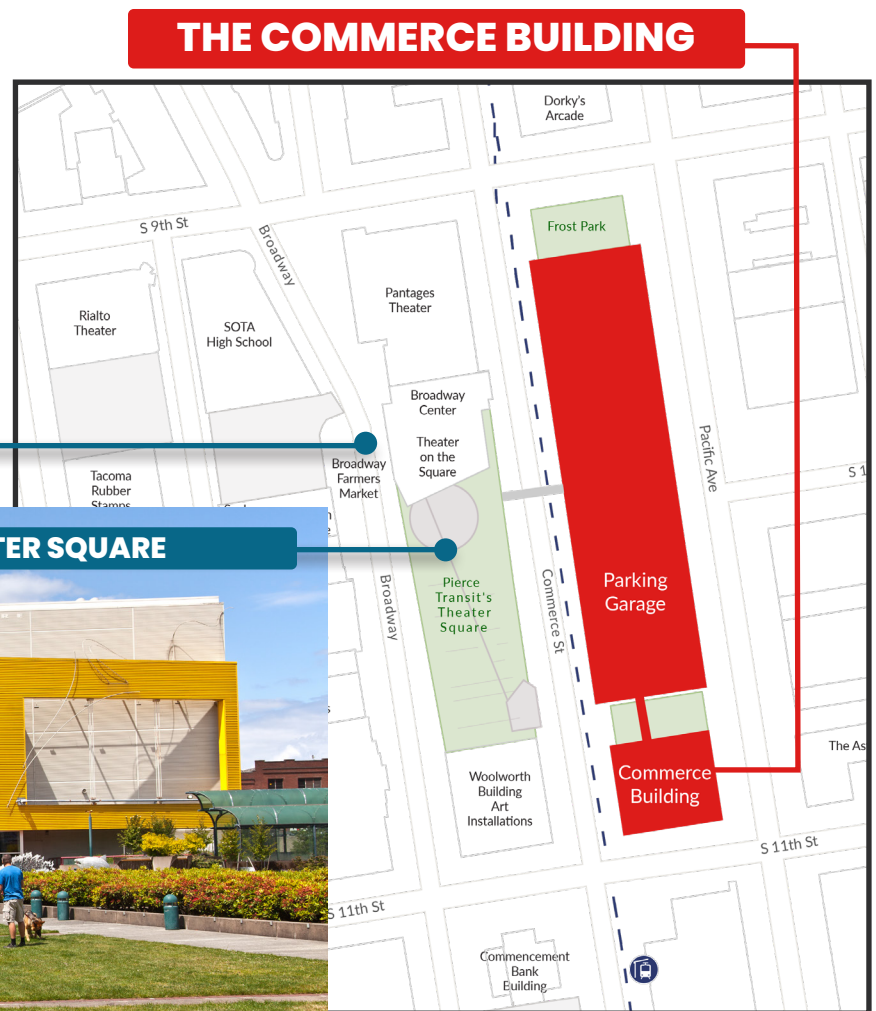 THE COMMERCE BUILDING
Dorky's
Arcade
Frost Park
S 9th St
Broadway
Pantages
Theater
Rialto
Theater
SOTA
High School
Broadway
Center
Theater
on the
Square
Pacific Ave
Broadway
Farmers
Market
S 1
Tacoma
Rubber
Stamps
TER SQUARE
Pierce
Transit's
Theater
Square
Parking
Garage
Broadway
Commerce St
The As
Commerce
Building
Woolworth
Building
Art
Installations
S 11th St
S 11th St
Commencement
Bank
Building